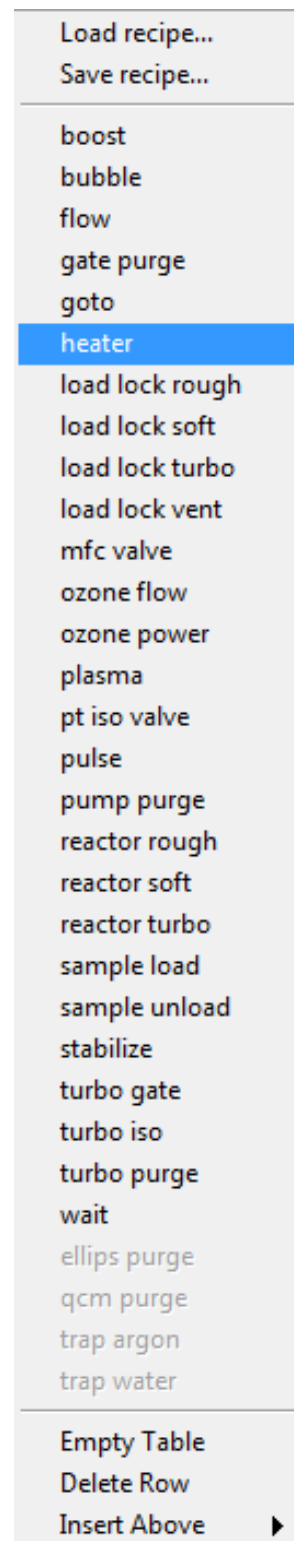 Load recipe...
Save recipe...
boost
bubble
flow
gate purge
goto
heater
load lock rough
load lock soft
load lock turbo
load lock vent
mfc valve
ozone flow
ozone power
plasma
pt iso valve
pulse
pump purge
reactor rough
reactor soft
reactor turbo
sample load
sample unload
stabilize
turbo gate
turbo iso
turbo purge
wait
ellips purge
qcm purge
trap argon
trap water
Empty Table
Delete Row
Insert Above